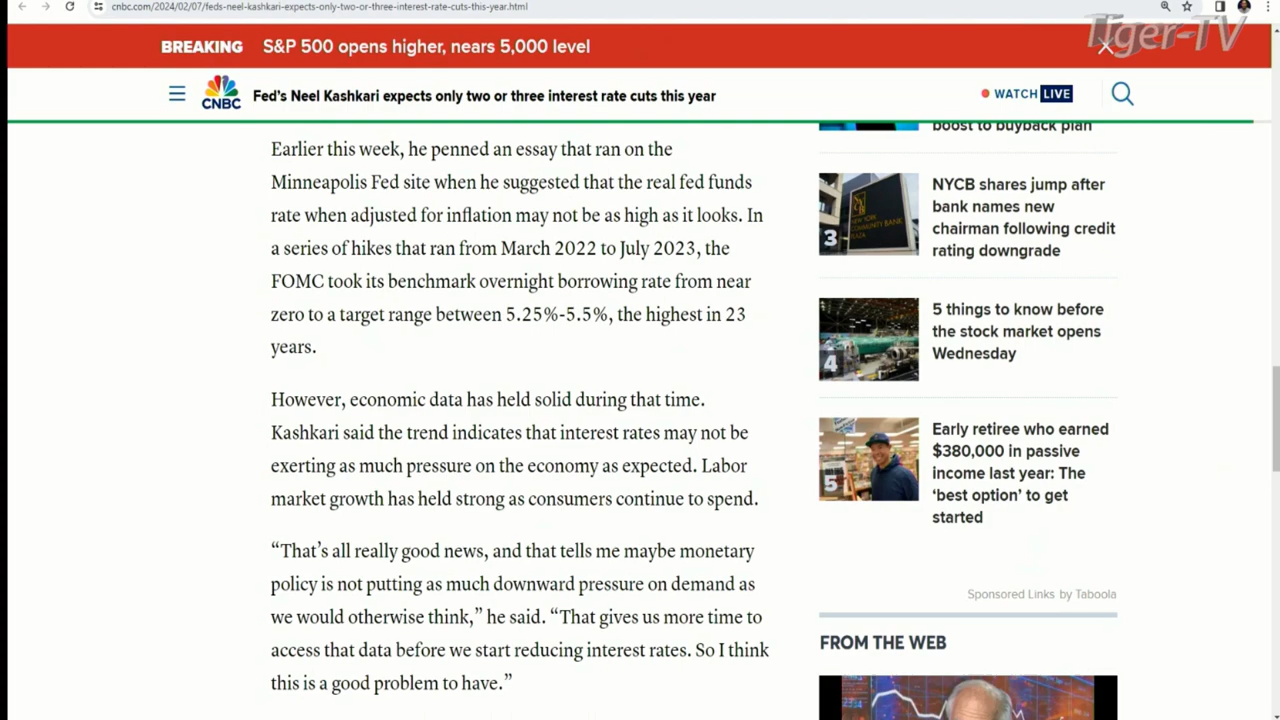 cnbc.com/2024/02/07/feds-neel-kashkari-expects-only-two-or-three-interest-rate-cuts-this-year.html
Tiger-TV
BREAKING S&P 500 opens higher, nears 5,000 level
CNBC
Fed’s Neel Kashkari expects only two or three interest rate cuts this year
WATCH LIVE
Earlier this week, he penned an essay that ran on the
Minneapolis Fed site when he suggested that the real fed funds
rate when adjusted for inflation may not be as high as it looks. In
a series of hikes that ran from March 2022 to July 2023, the
FOMC took its benchmark overnight borrowing rate from near
zero to a target range between 5.25%-5.5%, the highest in 23
years.
However, economic data has held solid during that time.
Kashkari said the trend indicates that interest rates may not be
exerting as much pressure on the economy as expected. Labor
market growth has held strong as consumers continue to spend.
“That’s all really good news, and that tells me maybe monetary
policy is not putting as much downward pressure on demand as
we would otherwise think,” he said. “That gives us more time to
access that data before we start reducing interest rates. So I think
this is a good problem to have.”
boost to buyback plan
3
NEW YORK
COMMUNITY BANK
PLAZA
NYCB shares jump after
bank names new
chairman following credit
rating downgrade
4
5 things to know before
the stock market opens
Wednesday
5
Early retiree who earned
$380,000 in passive
income last year: The
‘best option’ to get
started
Sponsored Links by Taboola
FROM THE WEB